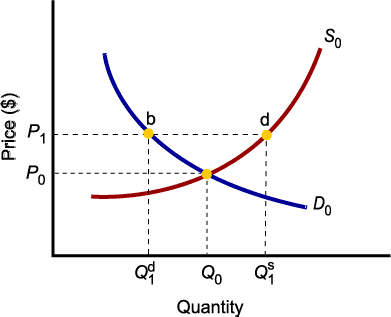 S₀
b
d
P₁
Price ($)
P₀
D₀
Q₁ᵈ
Q₀
Q₁ˢ
Quantity